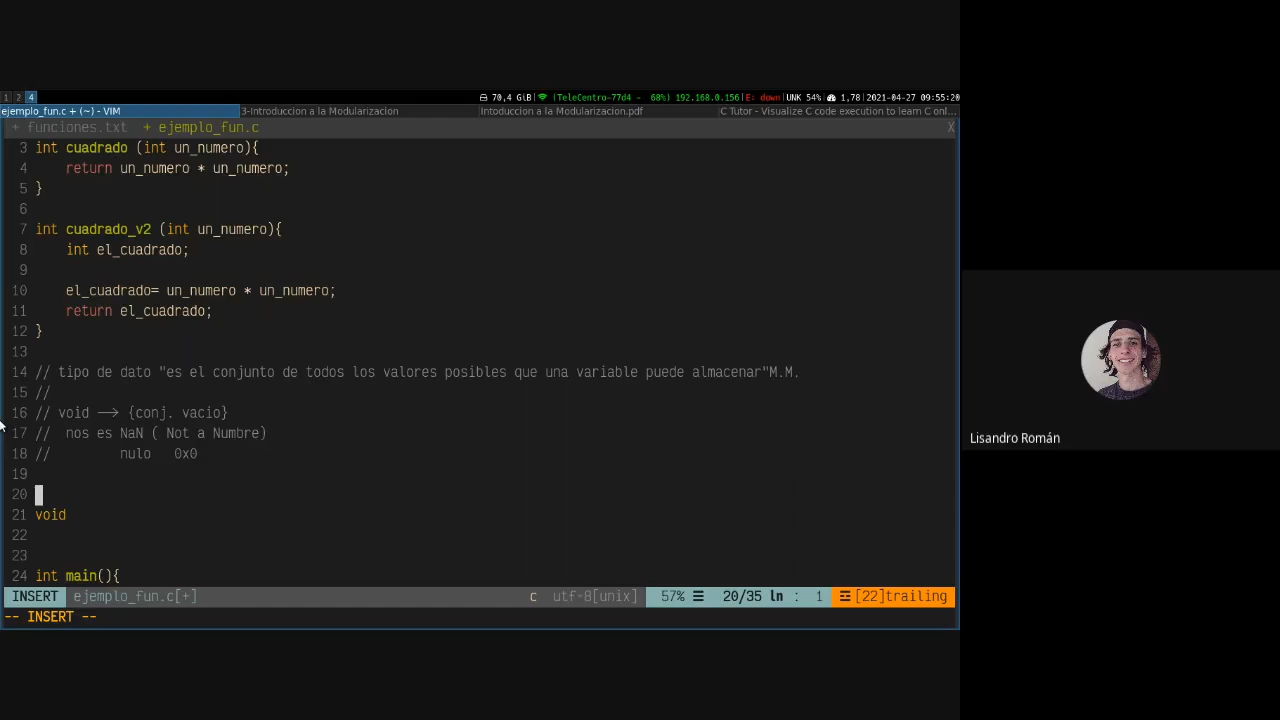 1 2 4
70,4 GiB | (TeleCentro-77d4 - 68%) 192.168.0.156|E: down|UNK 54%| 1,78|2021-04-27 09:55:20
ejemplo_fun.c + (~) - VIM 3-Introduccion a la Modularizacion Intoduccion a la Modularizacion.pdf C Tutor - Visualize C code execution to learn C onl...
+ funciones.txt + ejemplo_fun.c X
3 int cuadrado (int un_numero){
4 return un_numero * un_numero;
5 }
6
7 int cuadrado_v2 (int un_numero){
8 int el_cuadrado;
9
10 el_cuadrado= un_numero * un_numero;
11 return el_cuadrado;
12 }
13
14 // tipo de dato "es el conjunto de todos los valores posibles que una variable puede almacenar"M.M.
15 //
16 // void --> {conj. vacio}
17 // nos es NaN ( Not a Numbre)
18 // nulo 0x0
19
20
21 void
22
23
24 int main(){
INSERT ejemplo_fun.c[+] c utf-8[unix] 57% ☰ 20/35 ln : 1 ☲ [22]trailing
-- INSERT --
Lisandro Román